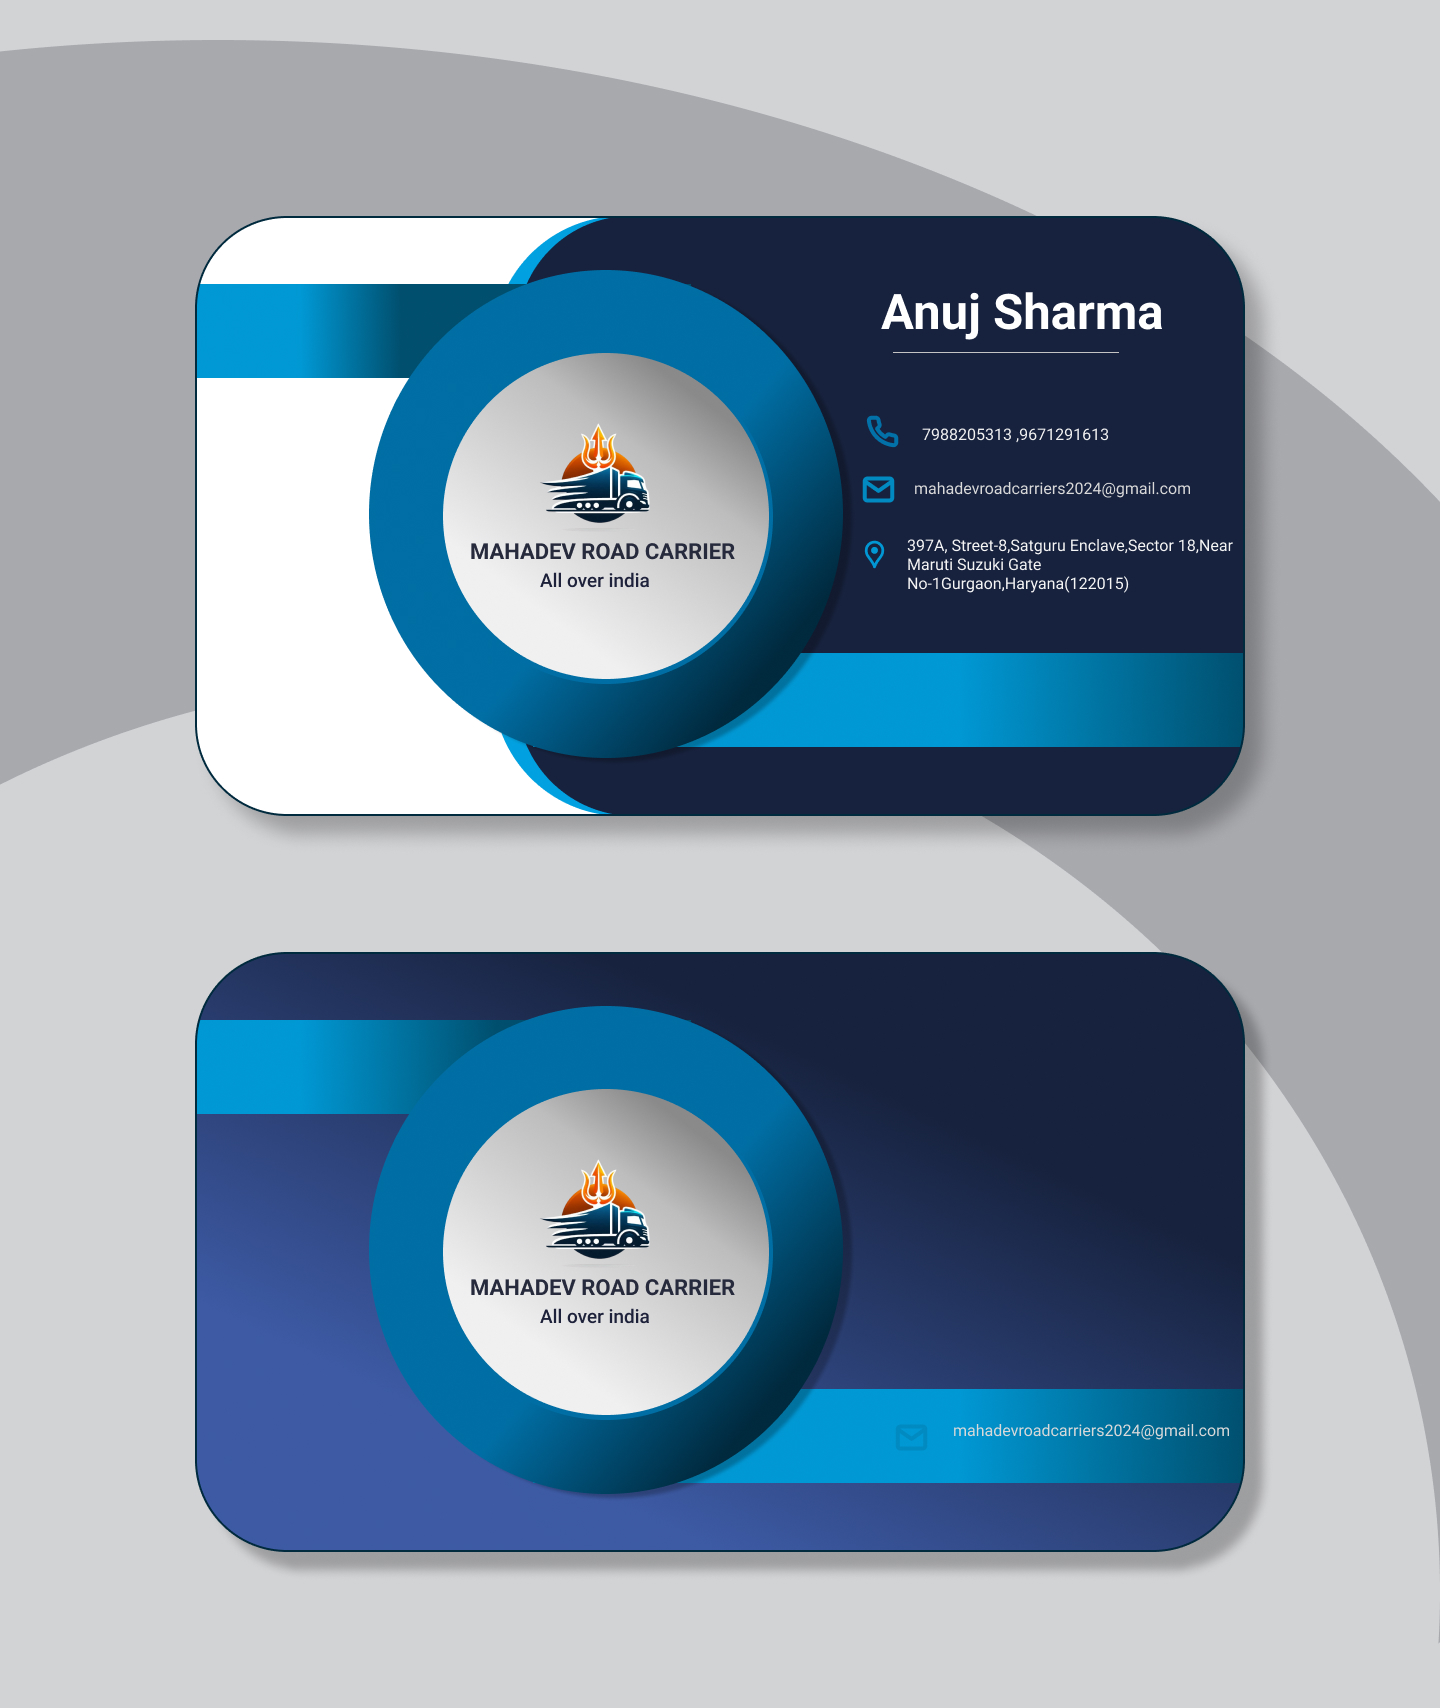 Anuj Sharma
7988205313 ,9671291613
mahadevroadcarriers2024@gmail.com
397A, Street-8,Satguru Enclave,Sector 18,Near
Maruti Suzuki Gate
No-1Gurgaon,Haryana(122015)
MAHADEV ROAD CARRIER
All over india
MAHADEV ROAD CARRIER
All over india
mahadevroadcarriers2024@gmail.com